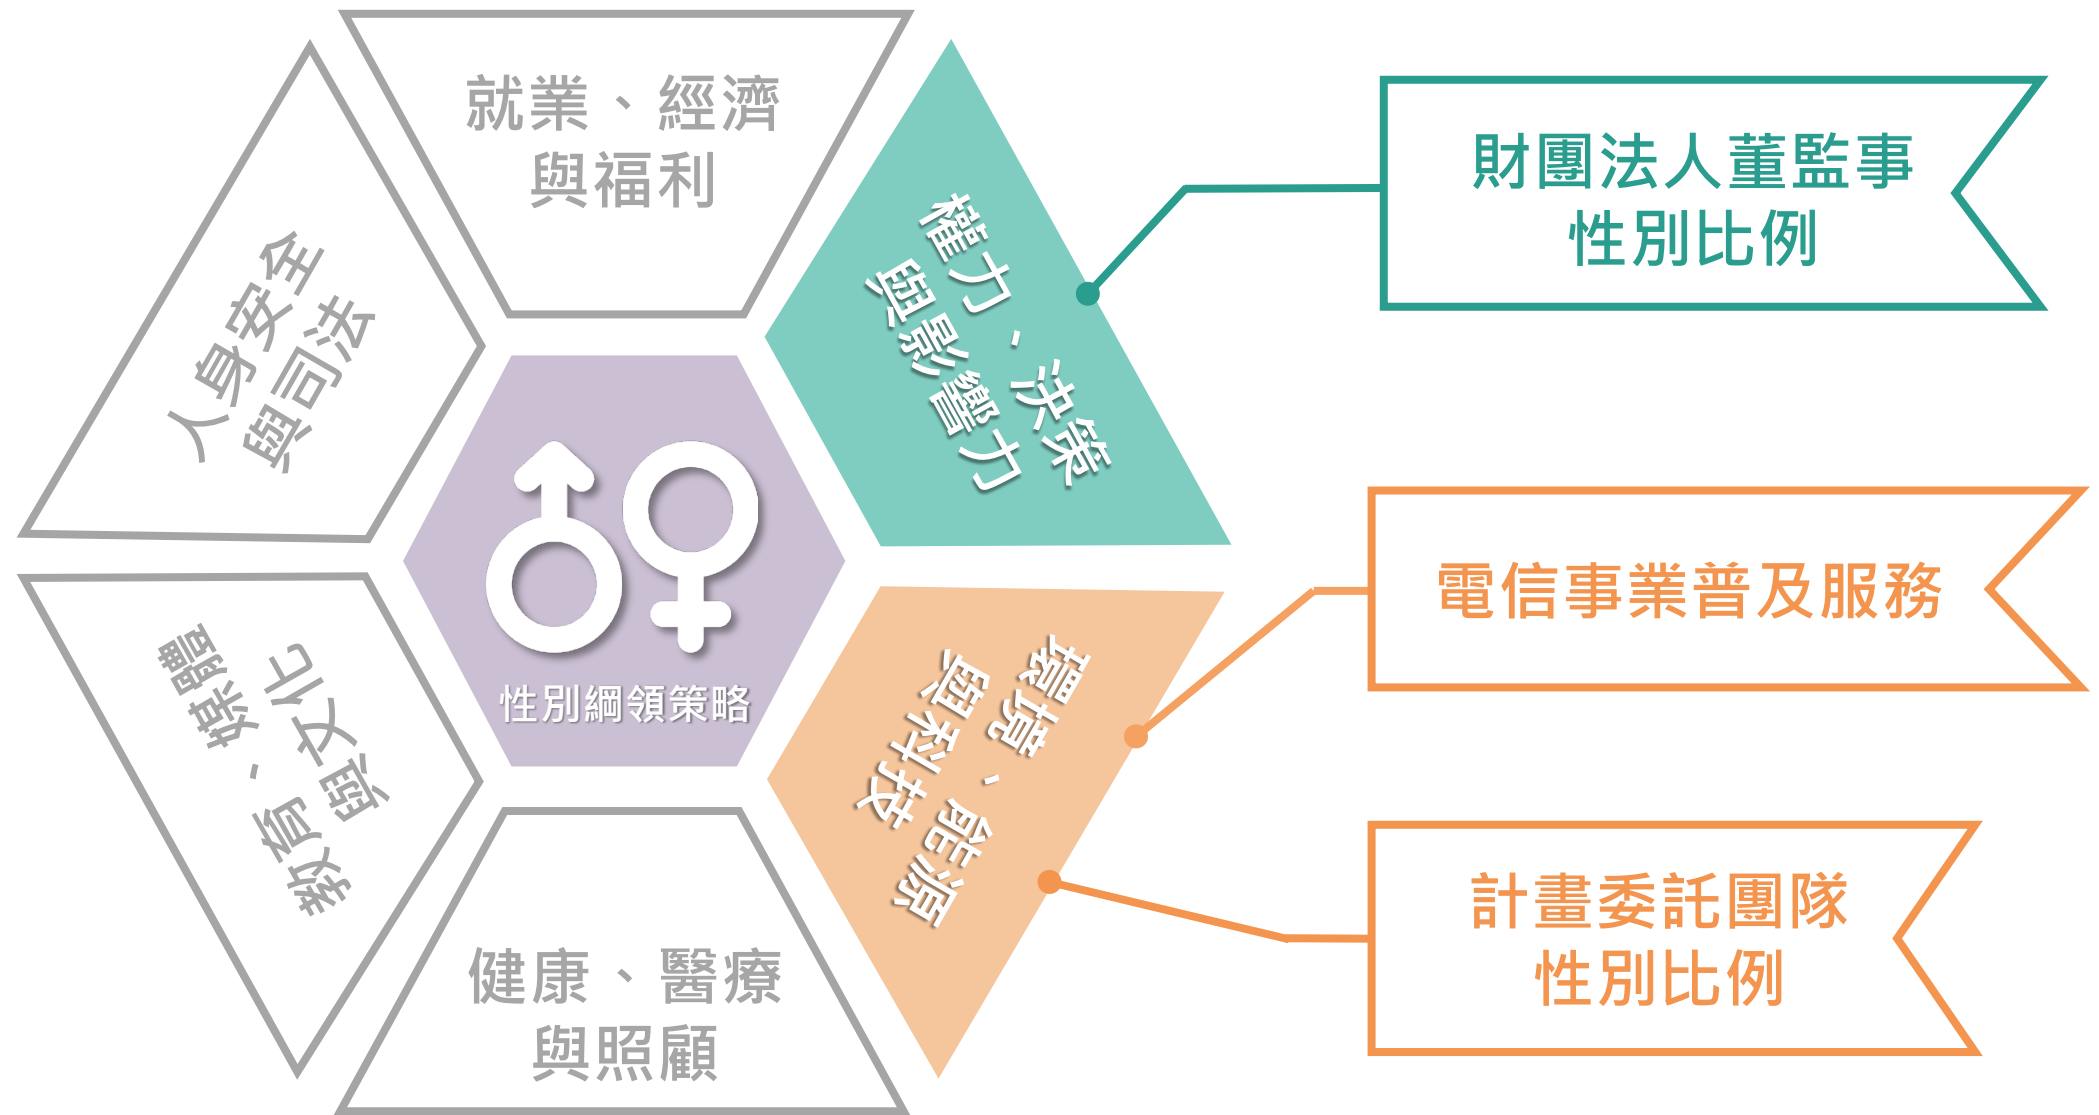 就業、經濟
與福利
權力、決策
與影響力
環境、能源
與科技
健康、醫療
與照顧
教育、媒體
與文化
人身安全
與司法
性別綱領策略
財團法人董監事
性別比例
電信事業普及服務
計畫委託團隊
性別比例